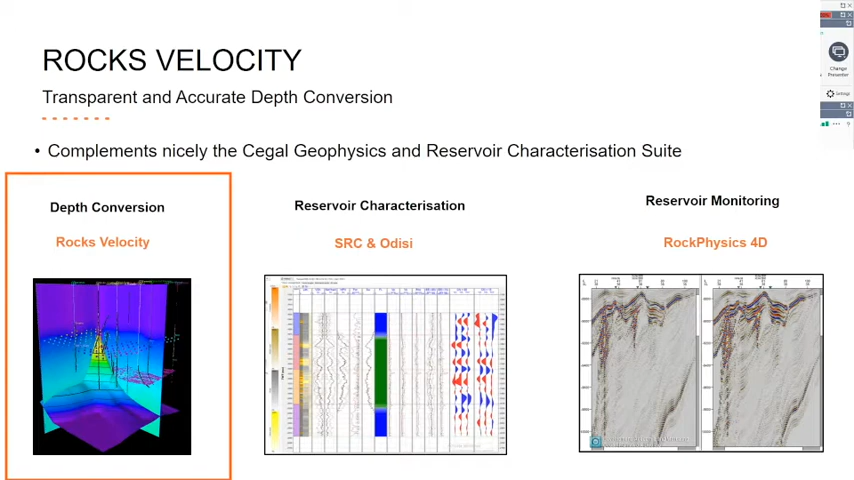 ROCKS VELOCITY
Transparent and Accurate Depth Conversion
• Complements nicely the Cegal Geophysics and Reservoir Characterisation Suite
Depth Conversion
Reservoir Characterisation
Reservoir Monitoring
Rocks Velocity
SRC & Odisi
RockPhysics 4D
Change
Presenter
Settings